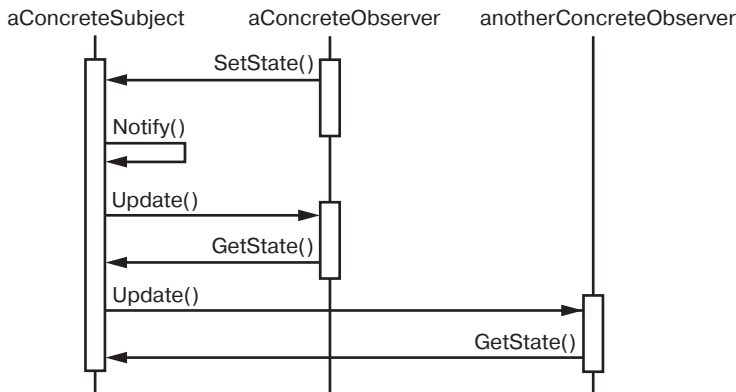 aConcreteSubject
aConcreteObserver
anotherConcreteObserver
SetState()
Notify()
Update()
GetState()
Update()
GetState()